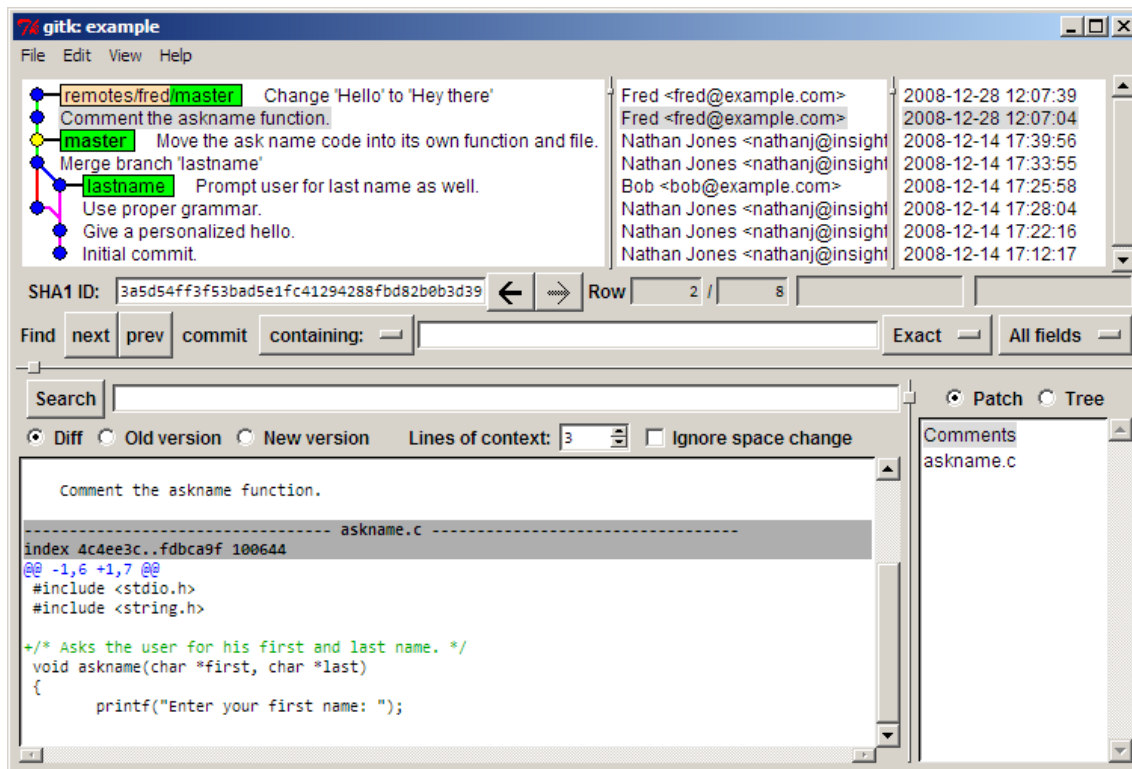 gitk: example
File Edit View Help
remotes/fred/master Change 'Hello' to 'Hey there' Fred <fred@example.com> 2008-12-28 12:07:39
Comment the askname function. Fred <fred@example.com> 2008-12-28 12:07:04
master Move the ask name code into its own function and file. Nathan Jones <nathanj@insight 2008-12-14 17:39:56
Merge branch 'lastname' Nathan Jones <nathanj@insight 2008-12-14 17:33:55
lastname Prompt user for last name as well. Bob <bob@example.com> 2008-12-14 17:25:58
Use proper grammar. Nathan Jones <nathanj@insight 2008-12-14 17:28:04
Give a personalized hello. Nathan Jones <nathanj@insight 2008-12-14 17:22:16
Initial commit. Nathan Jones <nathanj@insight 2008-12-14 17:12:17
SHA1 ID: 3a5d54ff3f53bad5e1fc41294288fbd82b0b3d39 Row 2 / 8
Find next prev commit containing: Exact All fields
Search Patch Tree
Diff Old version New version Lines of context: 3 Ignore space change
Comments
askname.c
Comment the askname function.
---------------------------------- askname.c ----------------------------------
index 4c4ee3c..fdbca9f 100644
@@ -1,6 +1,7 @@
#include <stdio.h>
#include <string.h>
+/* Asks the user for his first and last name. */
void askname(char *first, char *last)
{
printf("Enter your first name: ");